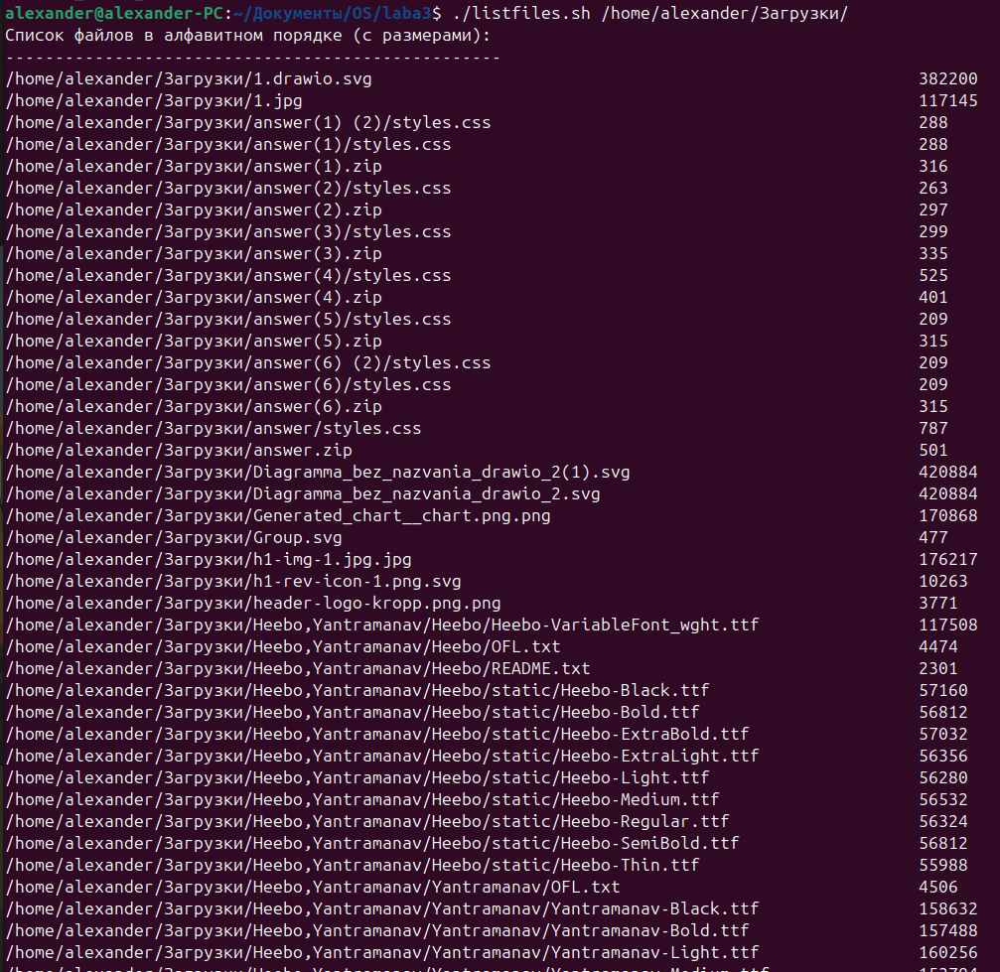 alexander@alexander-PC:~/Документы/OS/laba3$ ./listfiles.sh /home/alexander/Загрузки/
Список файлов в алфавитном порядке (с размерами):
--------------------------------------------------
/home/alexander/Загрузки/1.drawio.svg 382200
/home/alexander/Загрузки/1.jpg 117145
/home/alexander/Загрузки/answer(1) (2)/styles.css 288
/home/alexander/Загрузки/answer(1)/styles.css 288
/home/alexander/Загрузки/answer(1).zip 316
/home/alexander/Загрузки/answer(2)/styles.css 263
/home/alexander/Загрузки/answer(2).zip 297
/home/alexander/Загрузки/answer(3)/styles.css 299
/home/alexander/Загрузки/answer(3).zip 335
/home/alexander/Загрузки/answer(4)/styles.css 525
/home/alexander/Загрузки/answer(4).zip 401
/home/alexander/Загрузки/answer(5)/styles.css 209
/home/alexander/Загрузки/answer(5).zip 315
/home/alexander/Загрузки/answer(6) (2)/styles.css 209
/home/alexander/Загрузки/answer(6)/styles.css 209
/home/alexander/Загрузки/answer(6).zip 315
/home/alexander/Загрузки/answer/styles.css 787
/home/alexander/Загрузки/answer.zip 501
/home/alexander/Загрузки/Diagramma_bez_nazvania_drawio_2(1).svg 420884
/home/alexander/Загрузки/Diagramma_bez_nazvania_drawio_2.svg 420884
/home/alexander/Загрузки/Generated_chart__chart.png.png 170868
/home/alexander/Загрузки/Group.svg 477
/home/alexander/Загрузки/h1-img-1.jpg.jpg 176217
/home/alexander/Загрузки/h1-rev-icon-1.png.svg 10263
/home/alexander/Загрузки/header-logo-kropp.png.png 3771
/home/alexander/Загрузки/Heebo,Yantramanav/Heebo/Heebo-VariableFont_wght.ttf 117508
/home/alexander/Загрузки/Heebo,Yantramanav/Heebo/OFL.txt 4474
/home/alexander/Загрузки/Heebo,Yantramanav/Heebo/README.txt 2301
/home/alexander/Загрузки/Heebo,Yantramanav/Heebo/static/Heebo-Black.ttf 57160
/home/alexander/Загрузки/Heebo,Yantramanav/Heebo/static/Heebo-Bold.ttf 56812
/home/alexander/Загрузки/Heebo,Yantramanav/Heebo/static/Heebo-ExtraBold.ttf 57032
/home/alexander/Загрузки/Heebo,Yantramanav/Heebo/static/Heebo-ExtraLight.ttf 56356
/home/alexander/Загрузки/Heebo,Yantramanav/Heebo/static/Heebo-Light.ttf 56280
/home/alexander/Загрузки/Heebo,Yantramanav/Heebo/static/Heebo-Medium.ttf 56532
/home/alexander/Загрузки/Heebo,Yantramanav/Heebo/static/Heebo-Regular.ttf 56324
/home/alexander/Загрузки/Heebo,Yantramanav/Heebo/static/Heebo-SemiBold.ttf 56812
/home/alexander/Загрузки/Heebo,Yantramanav/Heebo/static/Heebo-Thin.ttf 55988
/home/alexander/Загрузки/Heebo,Yantramanav/Yantramanav/OFL.txt 4506
/home/alexander/Загрузки/Heebo,Yantramanav/Yantramanav/Yantramanav-Black.ttf 158632
/home/alexander/Загрузки/Heebo,Yantramanav/Yantramanav/Yantramanav-Bold.ttf 157488
/home/alexander/Загрузки/Heebo,Yantramanav/Yantramanav/Yantramanav-Light.ttf 160256